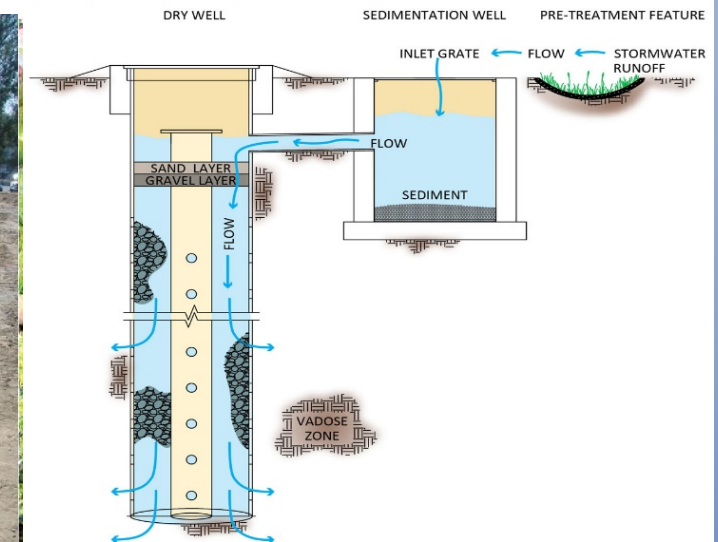 DRY WELL
SEDIMENTATION WELL
PRE-TREATMENT FEATURE
INLET GRATE
FLOW
STORMWATER
RUNOFF
FLOW
SAND LAYER
GRAVEL LAYER
SEDIMENT
FLOW
VADOSE
ZONE